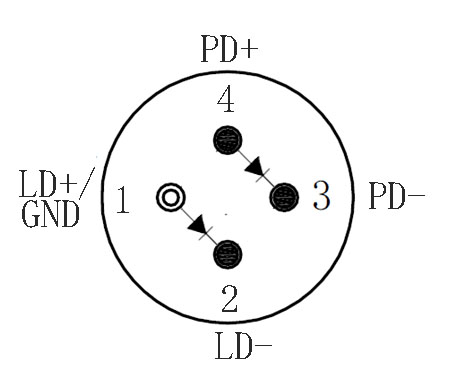 PD+
4
LD+/
GND
1
3
PD-
2
LD-